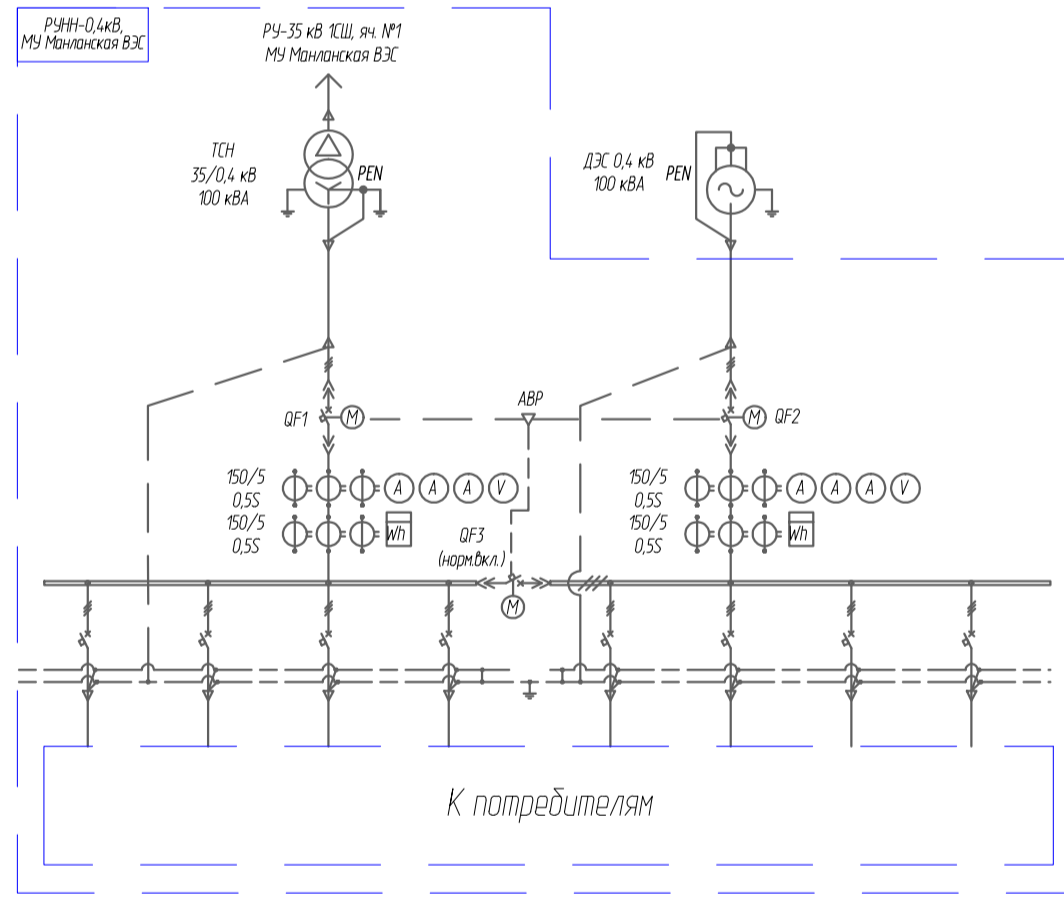 РУНН-0,4кВ,
МУ Манланская ВЭС
РУ-35 кВ 1СШ, яч. №1
МУ Манланская ВЭС
ТСН
35/0,4 кВ
100 кВА
PEN
ДЭС 0,4 кВ
100 кВА
PEN
АВР
QF1
M
M
QF2
150/5
0,5S
A
A
A
V
150/5
0,5S
A
A
A
V
150/5
0,5S
Wh
QF3
(норм.вкл.)
150/5
0,5S
Wh
M
К потребителям